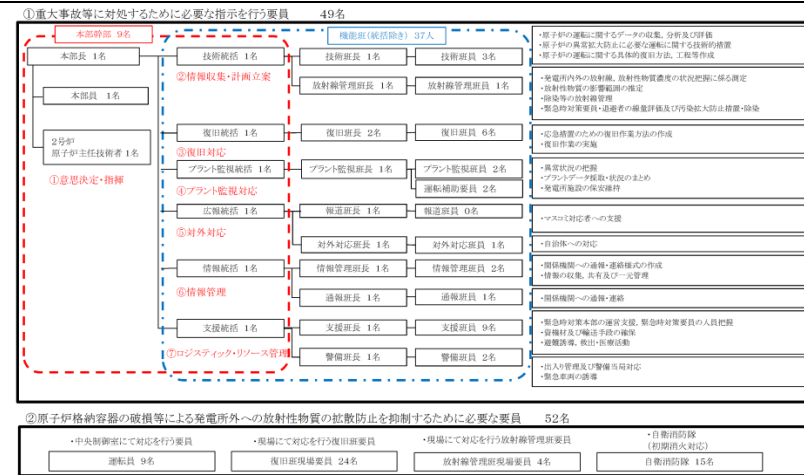 ①重大事故等に対処するために必要な指示を行う要員 49名
本部幹部 9名
機能班(統括除き) 37人
本部長 1名
技術統括 1名
技術班長 1名
技術班員 3名
・原子炉の運転に関するデータの収集，分析及び評価
・原子炉の異常拡大防止に必要な運転に関する技術的措置
・原子炉の運転に関する具体的復旧方法，工程等作成
②情報収集・計画立案
放射線管理班長 1名
放射線管理班員 1名
・発電所内外の放射線，放射性物質濃度の状況把握に係る測定
・放射性物質の影響範囲の推定
・除染等の放射線管理
・緊急時対策要員・退避者の線量評価及び汚染拡大防止措置・除染
本部員 1名
2号炉
原子炉主任技術者 1名
①意思決定・指揮
復旧統括 1名
復旧班長 2名
復旧班員 6名
・応急措置のための復旧作業方法の作成
・復旧作業の実施
③復旧対応
プラント監視統括 1名
プラント監視班長 1名
プラント監視班員 2名
運転補助要員 2名
・異常状況の把握
・プラントデータ採取・状況のまとめ
・発電所施設の保安維持
④プラント監視対応
広報統括 1名
報道班長 1名
報道班員 0名
・マスコミ対応者への支援
⑤対外対応
対外対応班長 1名
対外対応班員 1名
・自治体への対応
情報統括 1名
情報管理班長 1名
情報管理班員 2名
・関係機関への通報・連絡様式の作成
・情報の収集，共有及び一元管理
⑥情報管理
通報班長 1名
通報班員 1名
・関係機関への通報・連絡
支援統括 1名
支援班長 1名
支援班員 9名
・緊急時対策本部の運営支援，緊急時対策要員の人員把握
・資機材及び輸送手段の確保
・避難誘導，救出・医療活動
⑦ロジスティック・リソース管理
警備班長 1名
警備班員 2名
・出入り管理及び警備当局対応
・緊急車両の誘導
②原子炉格納容器の破損等による発電所外への放射性物質の拡散防止を抑制するために必要な要員 52名
・中央制御室にて対応を行う要員
・現場にて対応を行う復旧班要員
・現場にて対応を行う放射線管理班要員
・自衛消防隊
(初期消火対応)
運転員 9名
復旧班現場要員 24名
放射線管理班現場要員 4名
自衛消防隊 15名